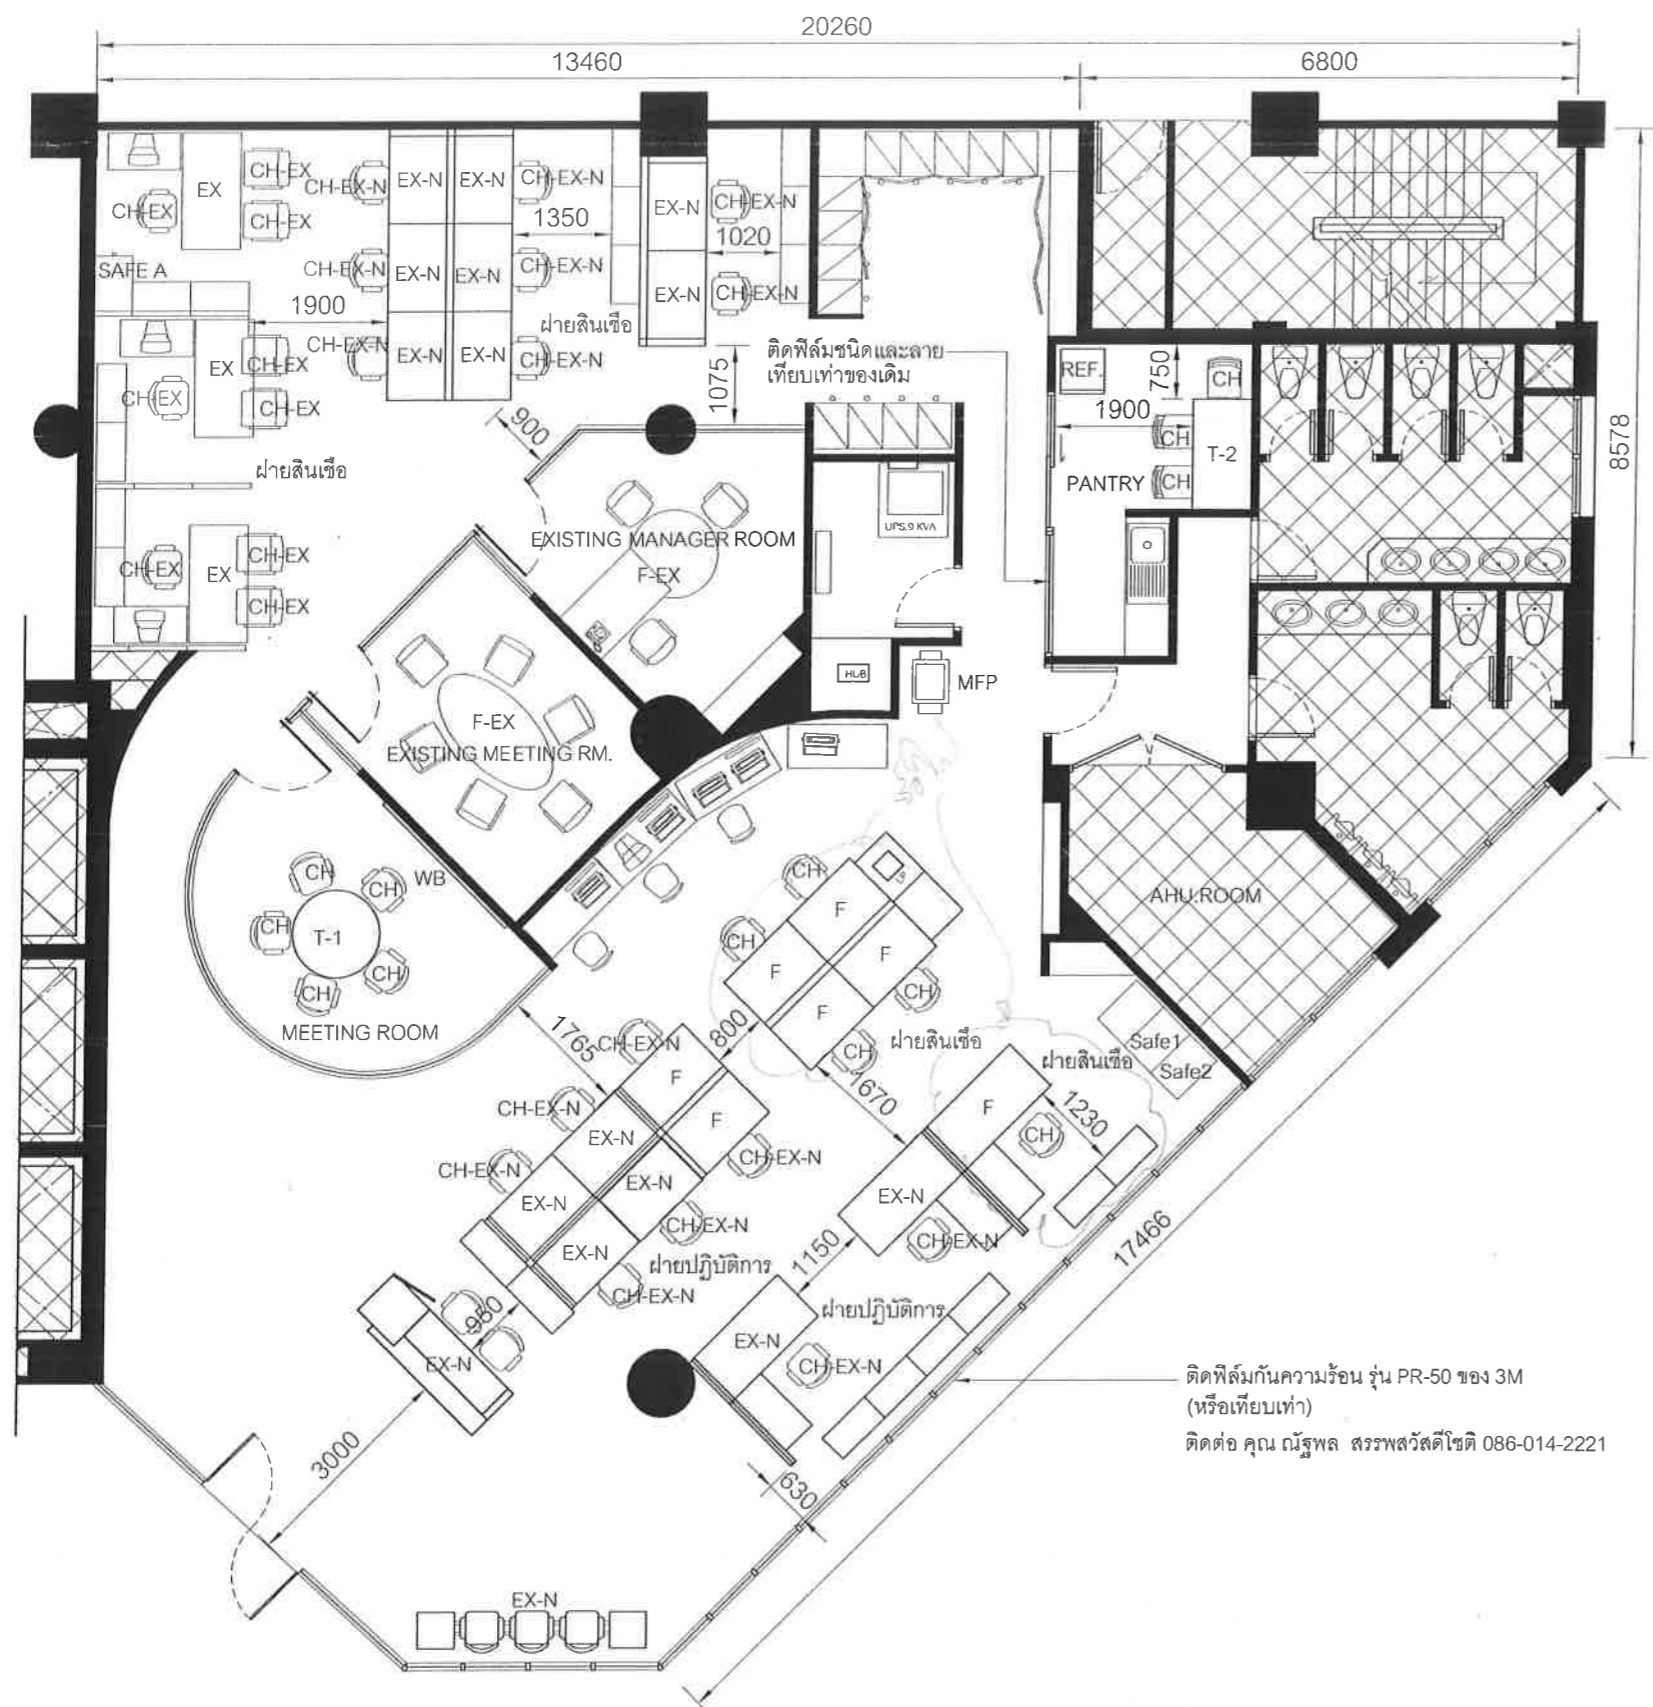 20260
13460
6800
EX
CH-EX
CH-EX-N
EX-N
EX-N
CH-EX-N
EX-N
CH-EX-N
CH-EX
CH-EX
1350
1020
8578
SAFE A
CH-EX-N
EX-N
EX-N
CH-EX-N
EX-N
CH-EX-N
1900
ฝ่ายสินเชื่อ
CH-EX-N
EX-N
EX-N
CH-EX-N
EX
CH-EX
CH-EX
CH-EX
1075
ติดฟิล์มชนิดและลาย
เทียบเท่าของเดิม
REF.
750
CH
1900
CH
T-2
PANTRY
CH
900
ฝ่ายสินเชื่อ
UPS.9 KVA
EXISTING MANAGER ROOM
F-EX
CH-EX
EX
CH-EX
CH-EX
HUB
MFP
F-EX
EXISTING MEETING RM.
WB
CH
CH
CH
T-1
CH
CH
MEETING ROOM
CH
F
CH
F
F
CH
F
CH
AHU.ROOM
1765
800
ฝ่ายสินเชื่อ
ฝ่ายสินเชื่อ
Safe1
Safe2
1670
1230
CH-EX-N
F
F
CH-EX-N
F
CH
CH-EX-N
EX-N
CH-EX-N
EX-N
EX-N
CH-EX-N
EX-N
CH-EX-N
EX-N
CH-EX-N
1150
17466
ฝ่ายปฏิบัติการ
ฝ่ายปฏิบัติการ
950
EX-N
EX-N
CH-EX-N
3000
630
ติดฟิล์มกันความร้อน รุ่น PR-50 ของ 3M
(หรือเทียบเท่า)
ติดต่อ คุณ ณัฐพล สรรพสวัสดิ์โชติ 086-014-2221
EX-N